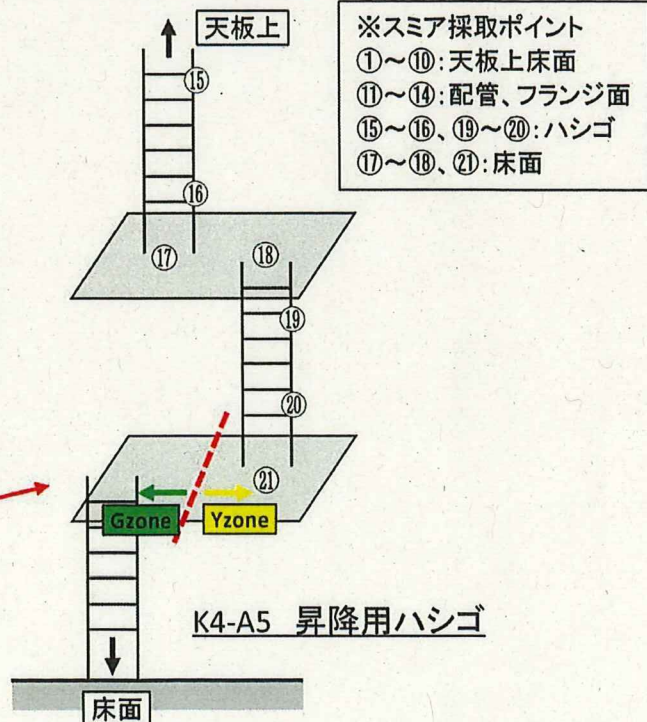 天板上
※スミア採取ポイント
①～⑩:天板上床面
⑪～⑭:配管、フランジ面
⑮～⑯、⑲～⑳:ハシゴ
⑰～⑱、㉑:床面
⑮
⑯
⑰
⑱
⑲
⑳
㉑
Gzone
Yzone
K4-A5 昇降用ハシゴ
床面